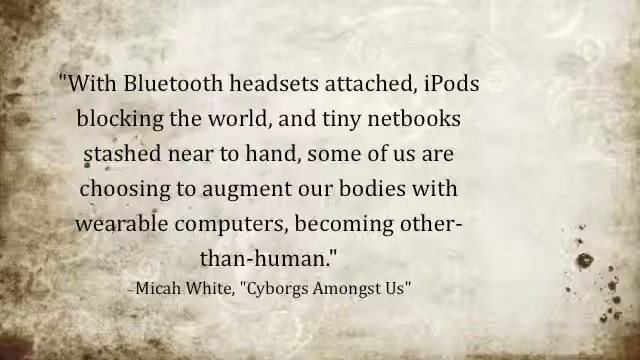 "With Bluetooth headsets attached, iPods
blocking the world, and tiny netbooks
stashed near to hand, some of us are
choosing to augment our bodies with
wearable computers, becoming other-
than-human."
-Micah White, "Cyborgs Amongst Us"